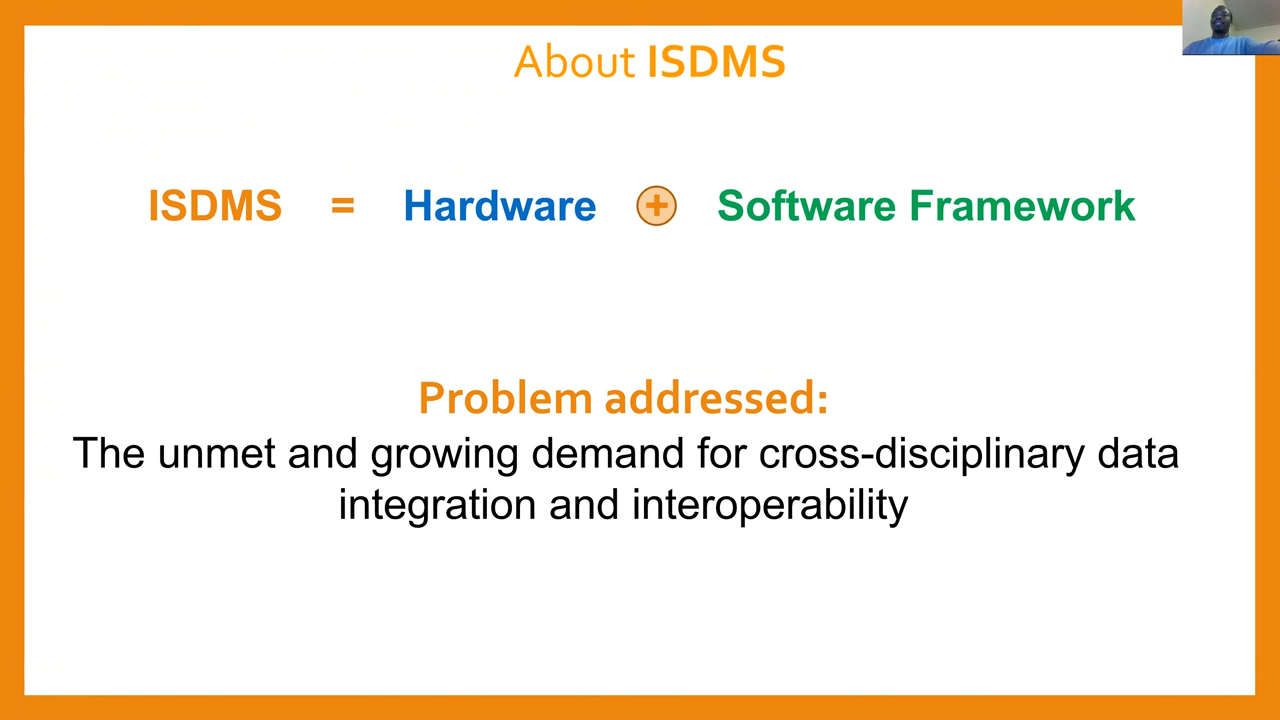 About ISDMS
ISDMS = Hardware + Software Framework
Problem addressed:
The unmet and growing demand for cross-disciplinary data
integration and interoperability